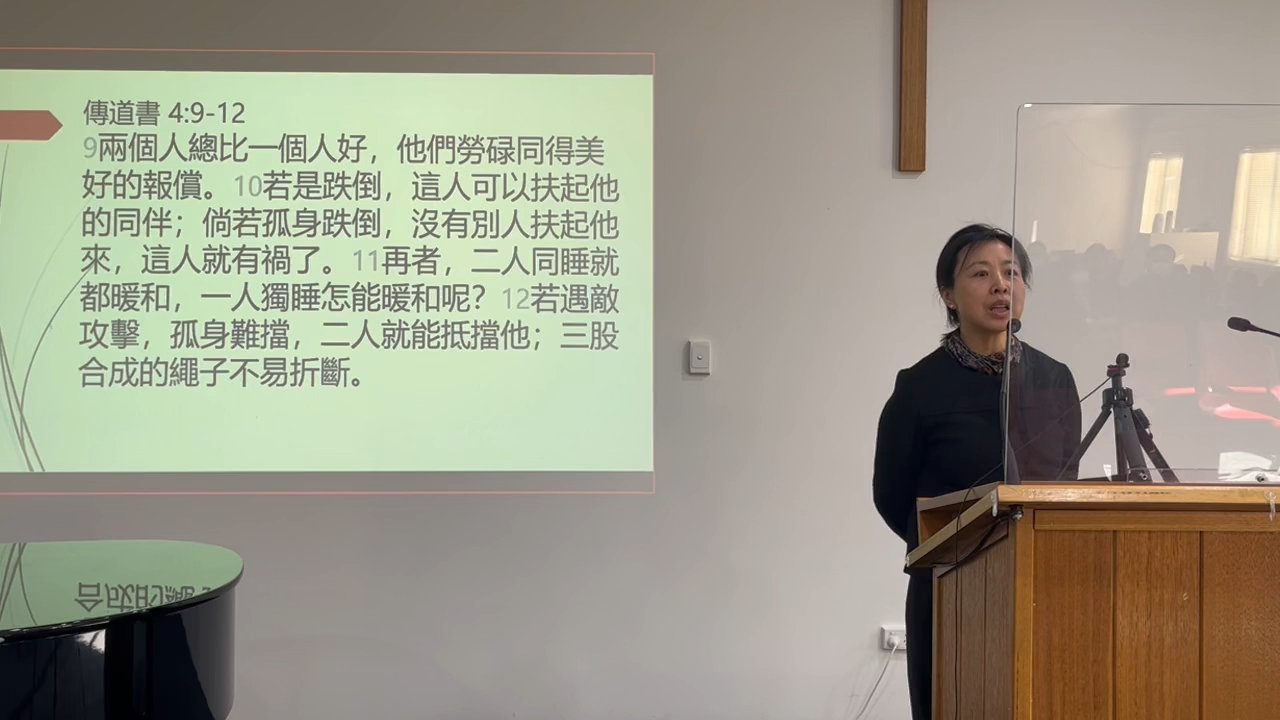 傳道書 4:9-12
9兩個人總比一個人好，他們勞碌同得美
好的報償。10若是跌倒，這人可以扶起他
的同伴；倘若孤身跌倒，沒有別人扶起他
來，這人就有禍了。11再者，二人同睡就
都暖和，一人獨睡怎能暖和呢？12若遇敵
攻擊，孤身難擋，二人就能抵擋他；三股
合成的繩子不易折斷。